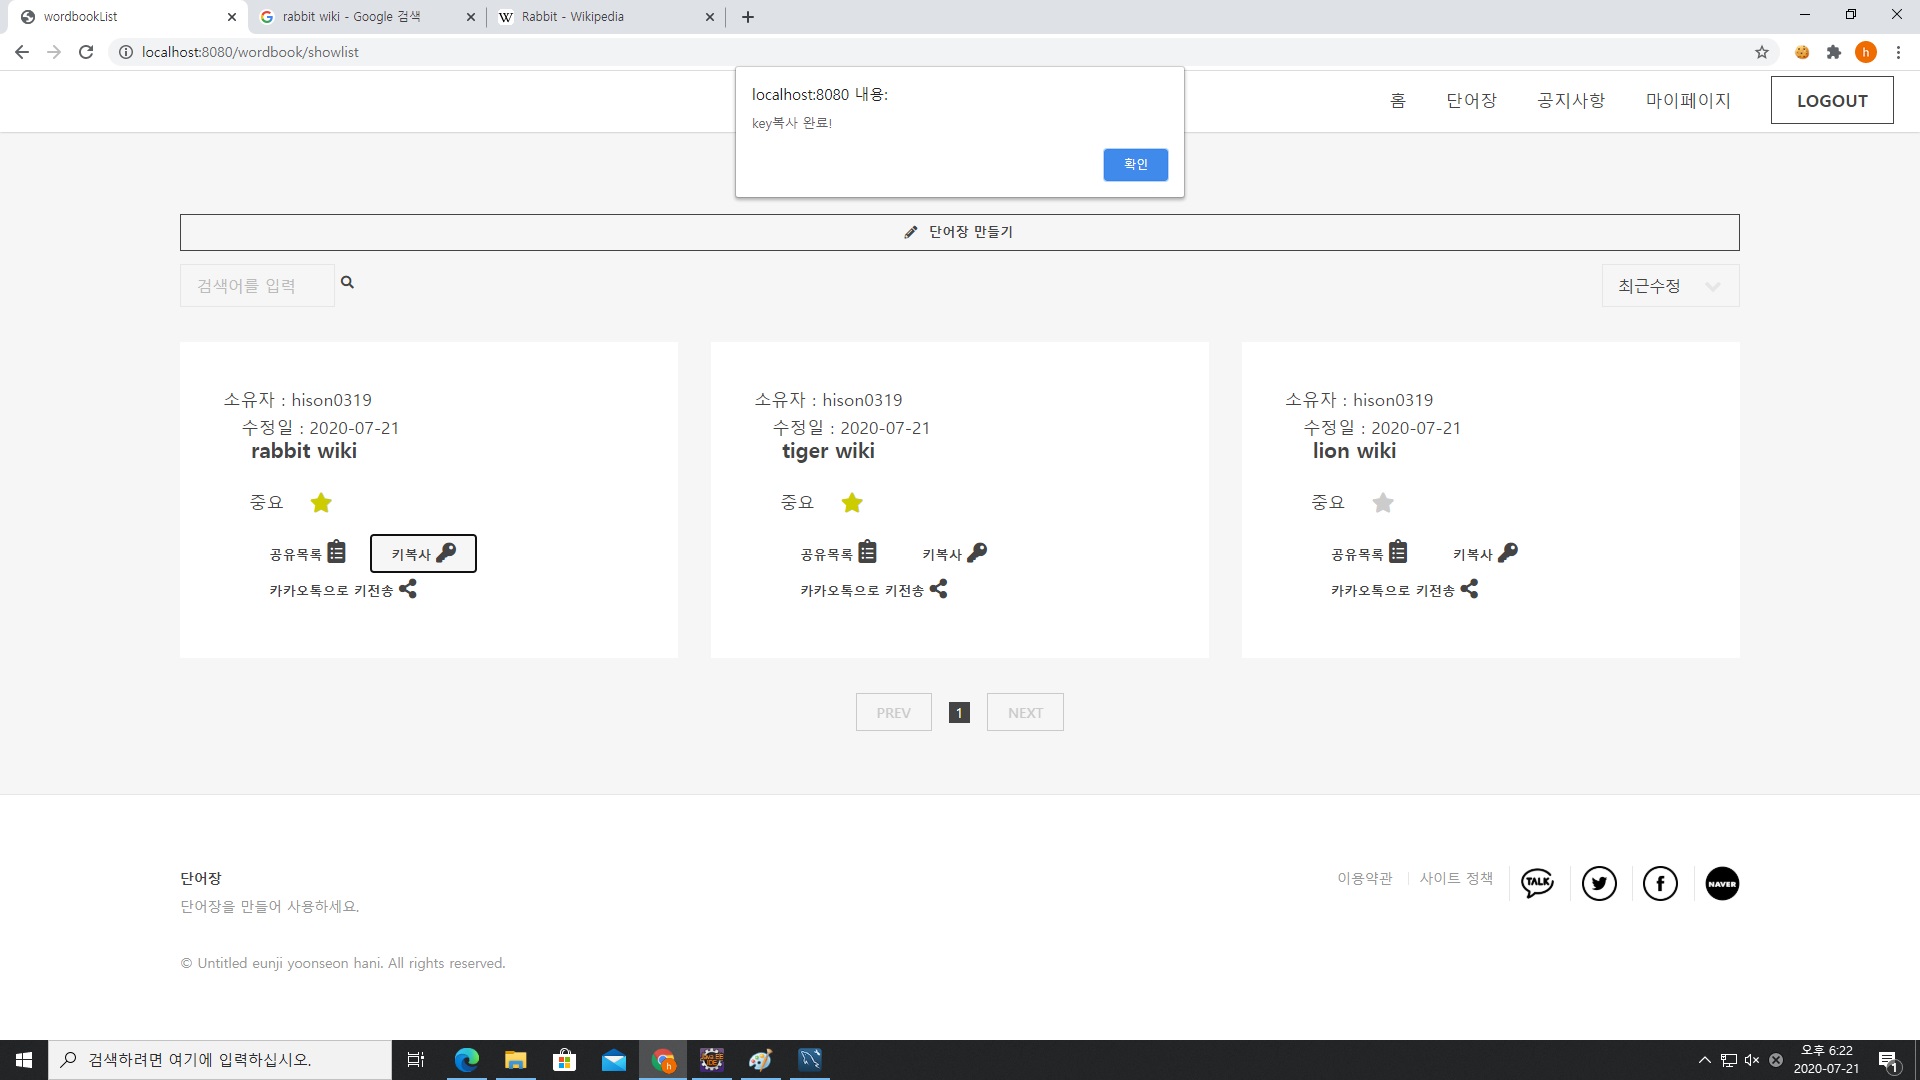 wordbookList
rabbit wiki - Google 검색
W Rabbit - Wikipedia
localhost:8080/wordbook/showlist
h
localhost:8080 내용:
key복사 완료!
확인
홈 단어장 공지사항 마이페이지 LOGOUT
단어장 만들기
검색어를 입력
최근수정
소유자 : hison0319
수정일 : 2020-07-21
rabbit wiki
중요
공유목록 키복사
카카오톡으로 키전송
소유자 : hison0319
수정일 : 2020-07-21
tiger wiki
중요
공유목록 키복사
카카오톡으로 키전송
소유자 : hison0319
수정일 : 2020-07-21
lion wiki
중요
공유목록 키복사
카카오톡으로 키전송
PREV 1 NEXT
단어장
단어장을 만들어 사용하세요.
이용약관 사이트 정책 TALK NAVER
© Untitled eunji yoonseon hani. All rights reserved.
검색하려면 여기에 입력하십시오.
오후 6:22
2020-07-21
1